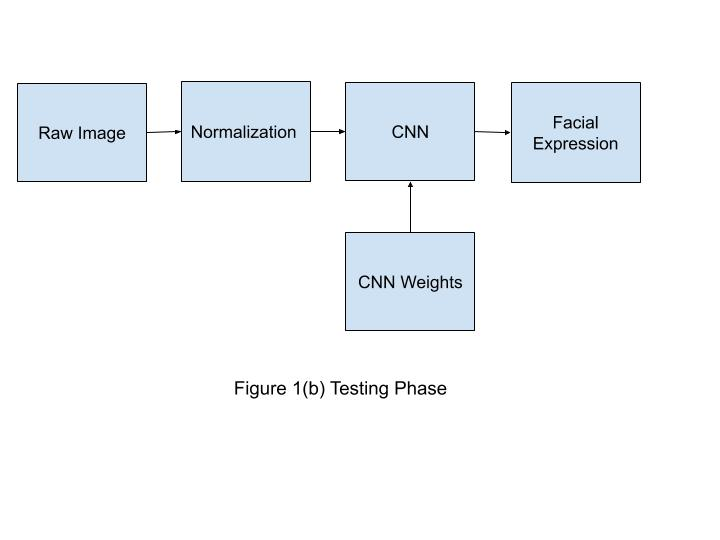 Raw Image
Normalization
CNN
Facial
Expression
CNN Weights
Figure 1(b) Testing Phase